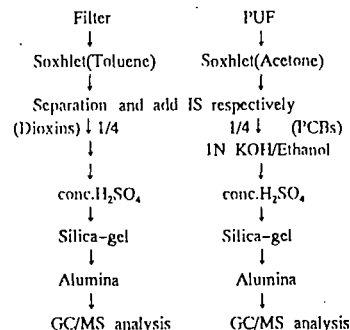 Filter PUF
↓ ↓
Soxhlet(Toluene) Soxhlet(Acetone)
↓ ↓
Separation and add IS respectively
(Dioxins) ↓ 1/4 1/4 ↓ (PCBs)
1N KOH/Ethanol
↓ ↓
conc.H₂SO₄ conc.H₂SO₄
↓ ↓
Silica-gel Silica-gel
↓ ↓
Alumina Alumina
↓ ↓
GC/MS analysis GC/MS analysis